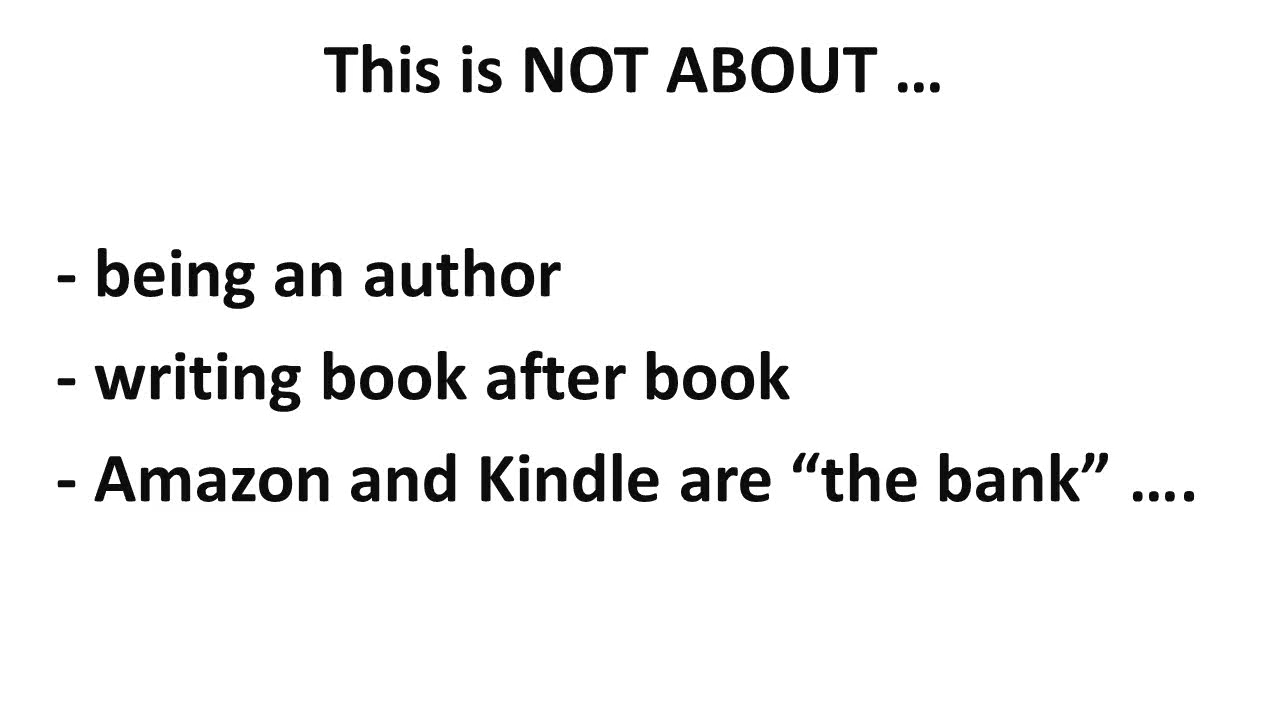 This is NOT ABOUT …
- being an author
- writing book after book
- Amazon and Kindle are “the bank” ….